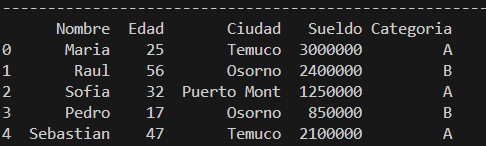 --------------------------------------------------
Nombre Edad Ciudad Sueldo Categoria
0 Maria 25 Temuco 3000000 A
1 Raul 56 Osorno 2400000 B
2 Sofia 32 Puerto Mont 1250000 A
3 Pedro 17 Osorno 850000 B
4 Sebastian 47 Temuco 2100000 A